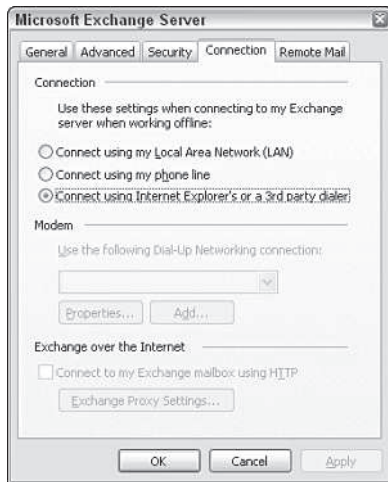 Microsoft Exchange Server
General Advanced Security Connection Remote Mail
Connection
Use these settings when connecting to my Exchange
server when working offline:
Connect using my Local Area Network (LAN)
Connect using my phone line
Connect using Internet Explorer's or a 3rd party dialer
Modem
Use the following Dial-Up Networking connection:
Properties... Add...
Exchange over the Internet
Connect to my Exchange mailbox using HTTP
Exchange Proxy Settings...
OK Cancel Apply